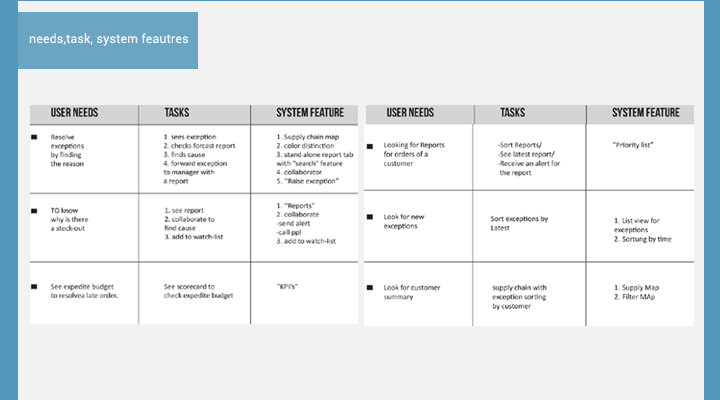 needs,task, system feautres
USER NEEDS TASKS SYSTEM FEATURE
Resolve
exceptions
by finding
the reason
1. sees exception
2. checks forcast report
3. finds cause
4. forward exception
to manager with
a report
1. Supply chain map
2. color distinction
3. stand alone report tab
with "search" feature
4. collaborator
5. "Raise exception"
TO know
why is there
a stock-out
1. see report
2. collaborate to
find cause
3. add to watch-list
1. "Reports"
2. collaborate
-send alert
-call ppl
3. add to watch-list
See expedite budget
to resolvea late order.
See scorecard to
check expedite budget
"KPI's"
USER NEEDS TASKS SYSTEM FEATURE
Looking for Reports
for orders of a
customer
-Sort Reports/
-See latest report/
-Receive an alert for
the report
"Priority list"
Look for new
exceptions
Sort exceptions by
Latest
1. List view for
exceptions
2. Sortung by time
Look for customer
summary
supply chain with
exception sorting
by customer
1. Supply Map
2. Filter MAp